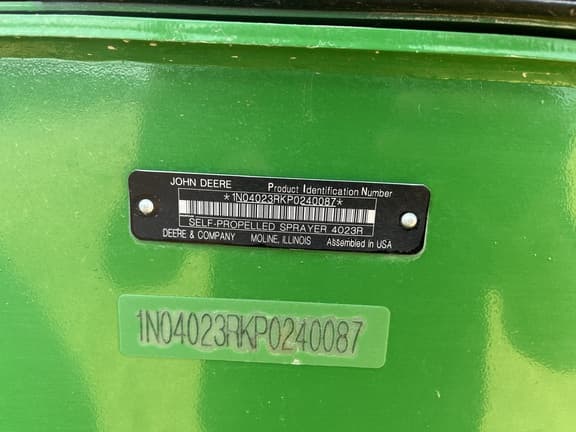 JOHN DEERE Product Identification Number
*1N04023RKP0240087*
SELF-PROPELLED SPRAYER 4023R
DEERE & COMPANY MOLINE, ILLINOIS Assembled in USA
1N04023RKP0240087